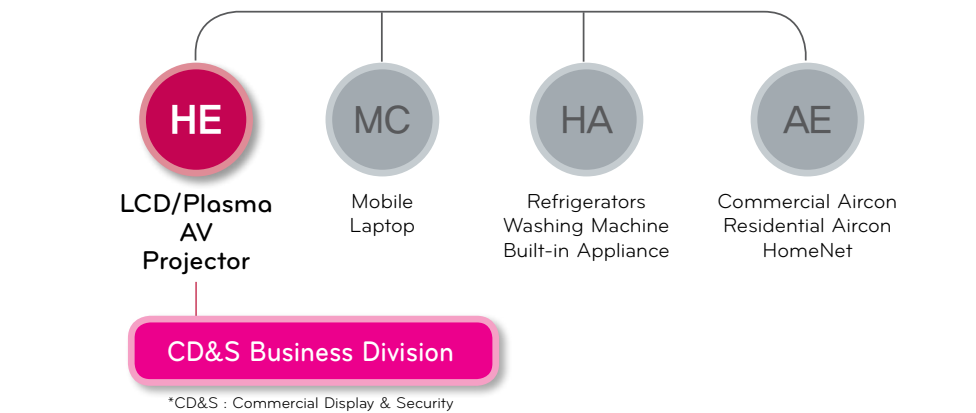 HE
LCD/Plasma
AV
Projector
MC
Mobile
Laptop
HA
Refrigerators
Washing Machine
Built-in Appliance
AE
Commercial Aircon
Residential Aircon
HomeNet
CD&S Business Division
*CD&S : Commercial Display & Security